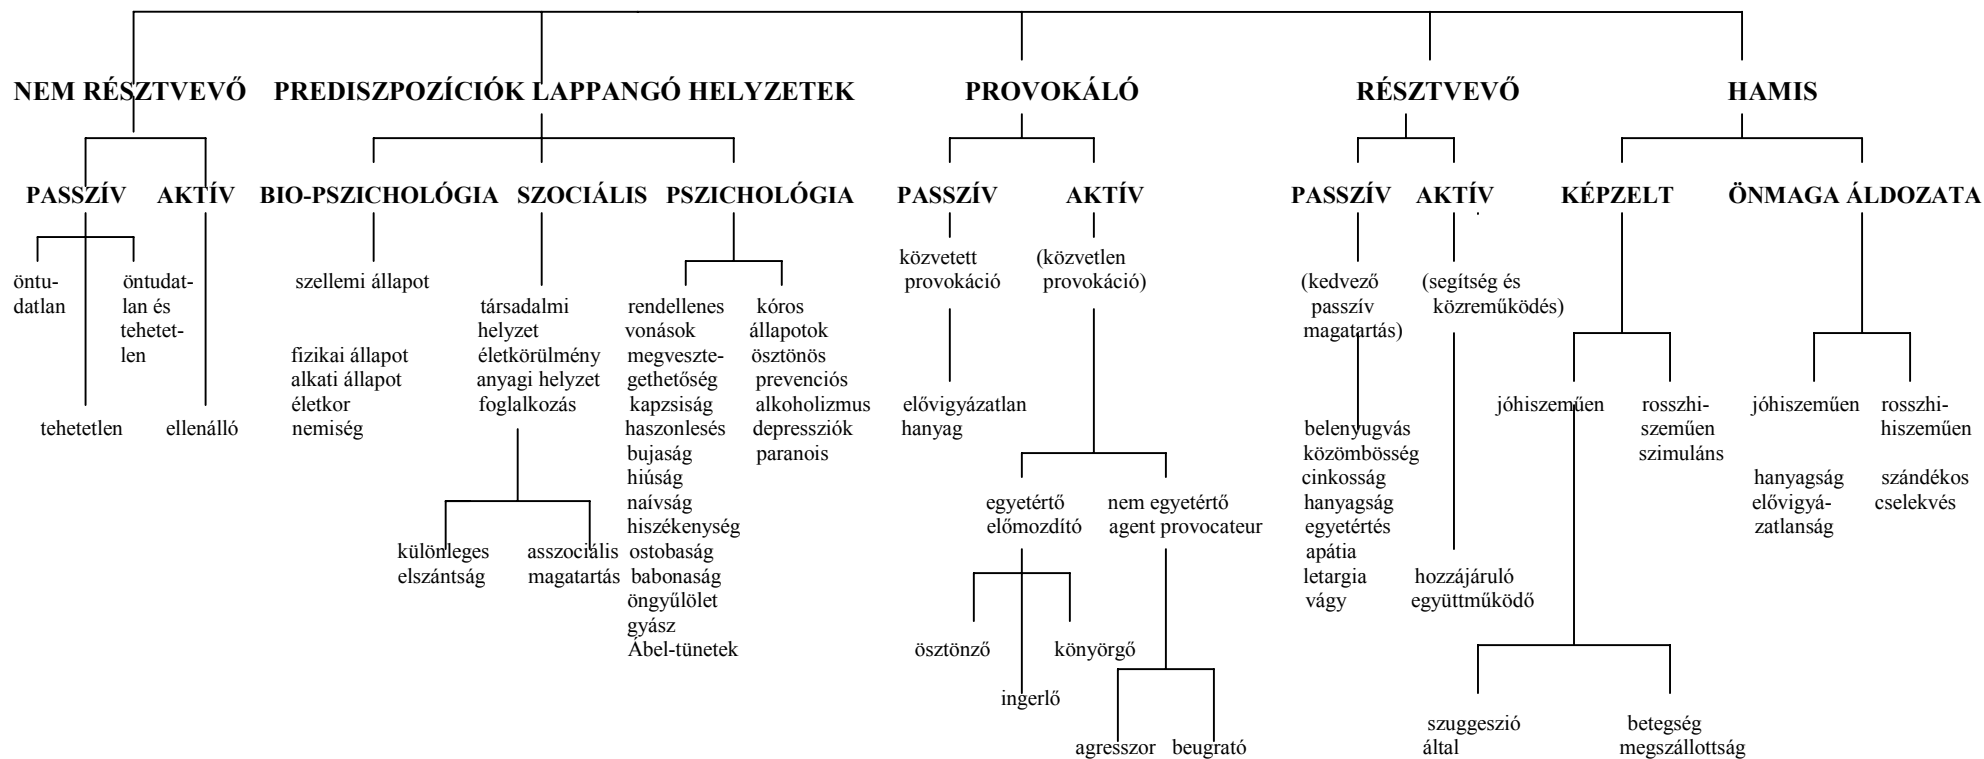 NEM RÉSZTVEVŐ PREDISZPOZÍCIÓK LAPPANGÓ HELYZETEK PROVOKÁLÓ RÉSZTVEVŐ HAMIS
PASSZÍV AKTÍV BIO-PSZICHOLÓGIA SZOCIÁLIS PSZICHOLÓGIA PASSZÍV AKTÍV PASSZÍV AKTÍV KÉPZELT ÖNMAGA ÁLDOZATA
öntu-
datlan
öntudat-
lan és
tehetet-
len
tehetetlen
ellenálló
szellemi állapot
fizikai állapot
alkati állapot
életkor
nemiség
társadalmi
helyzet
életkörülmény
anyagi helyzet
foglalkozás
különleges
elszántság
asszociális
magatartás
rendellenes
vonások
megveszte-
gethetőség
kapzsiság
haszonlesés
bujaság
hiúság
naívság
hiszékenység
ostobaság
babonaság
öngyűlölet
gyász
Ábel-tünetek
kóros
állapotok
ösztönös
prevenciós
alkoholizmus
depressziók
paranois
közvetett
provokáció
elővigyázatlan
hanyag
(közvetlen
provokáció)
egyetértő
előmozdító
nem egyetértő
agent provocateur
ösztönző
ingerlő
könyörgő
agresszor
beugrató
(kedvező
passzív
magatartás)
belenyugvás
közömbösség
cinkosság
hanyagság
egyetértés
apátia
letargia
vágy
(segítség és
közreműködés)
hozzájáruló
együttműködő
jóhiszeműen
rosszhi-
szeműen
szimuláns
szuggeszió
által
betegség
megszállottság
jóhiszeműen
hanyagság
elővigyá-
zatlanság
rosszhi-
hiszeműen
szándékos
cselekvés